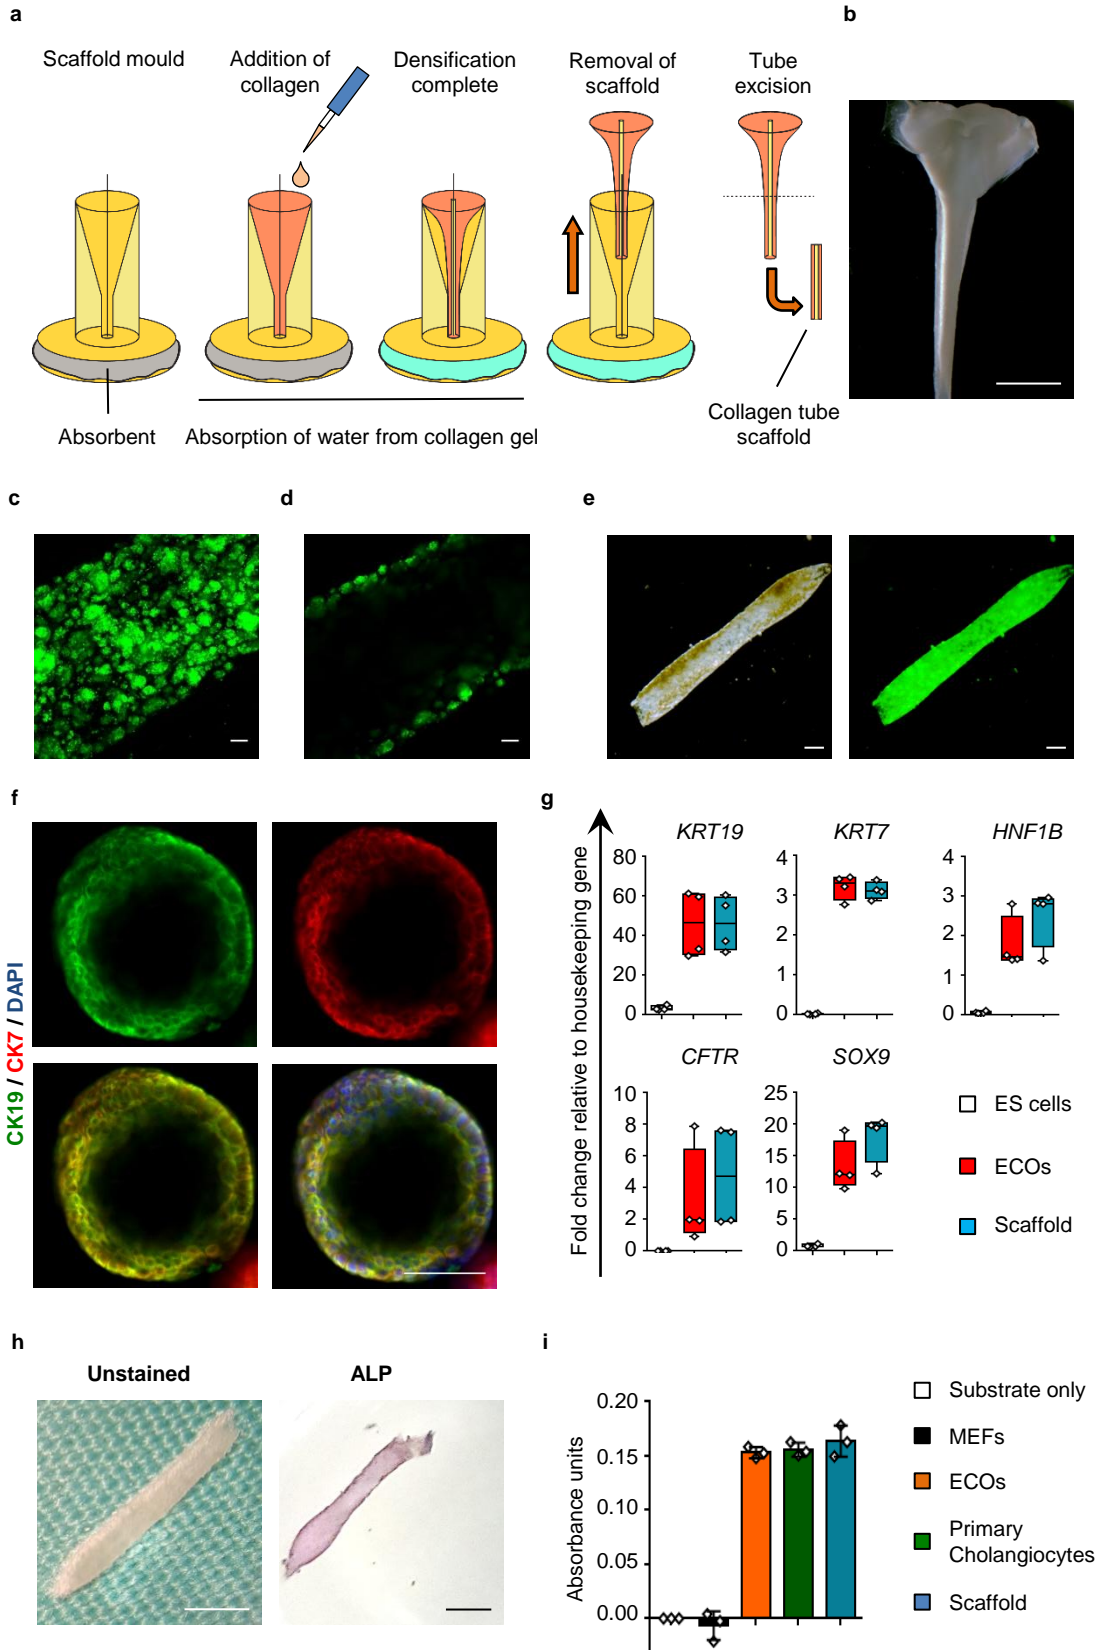 a
b
Scaffold mould
Addition of
collagen
Densification
complete
Removal of
scaffold
Tube
excision
Absorbent
Absorption of water from collagen gel
Collagen tube
scaffold
c
d
e
f
CK19 / CK7 / DAPI
g
Fold change relative to housekeeping gene
KRT19
80
60
40
20
0
KRT7
4
3
2
1
0
HNF1B
4
3
2
1
0
CFTR
10
8
6
4
2
0
SOX9
25
20
15
10
5
0
ES cells
ECOs
Scaffold
h
Unstained
ALP
i
Absorbance units
0.20
0.15
0.10
0.05
0.00
Substrate only
MEFs
ECOs
Primary
Cholangiocytes
Scaffold